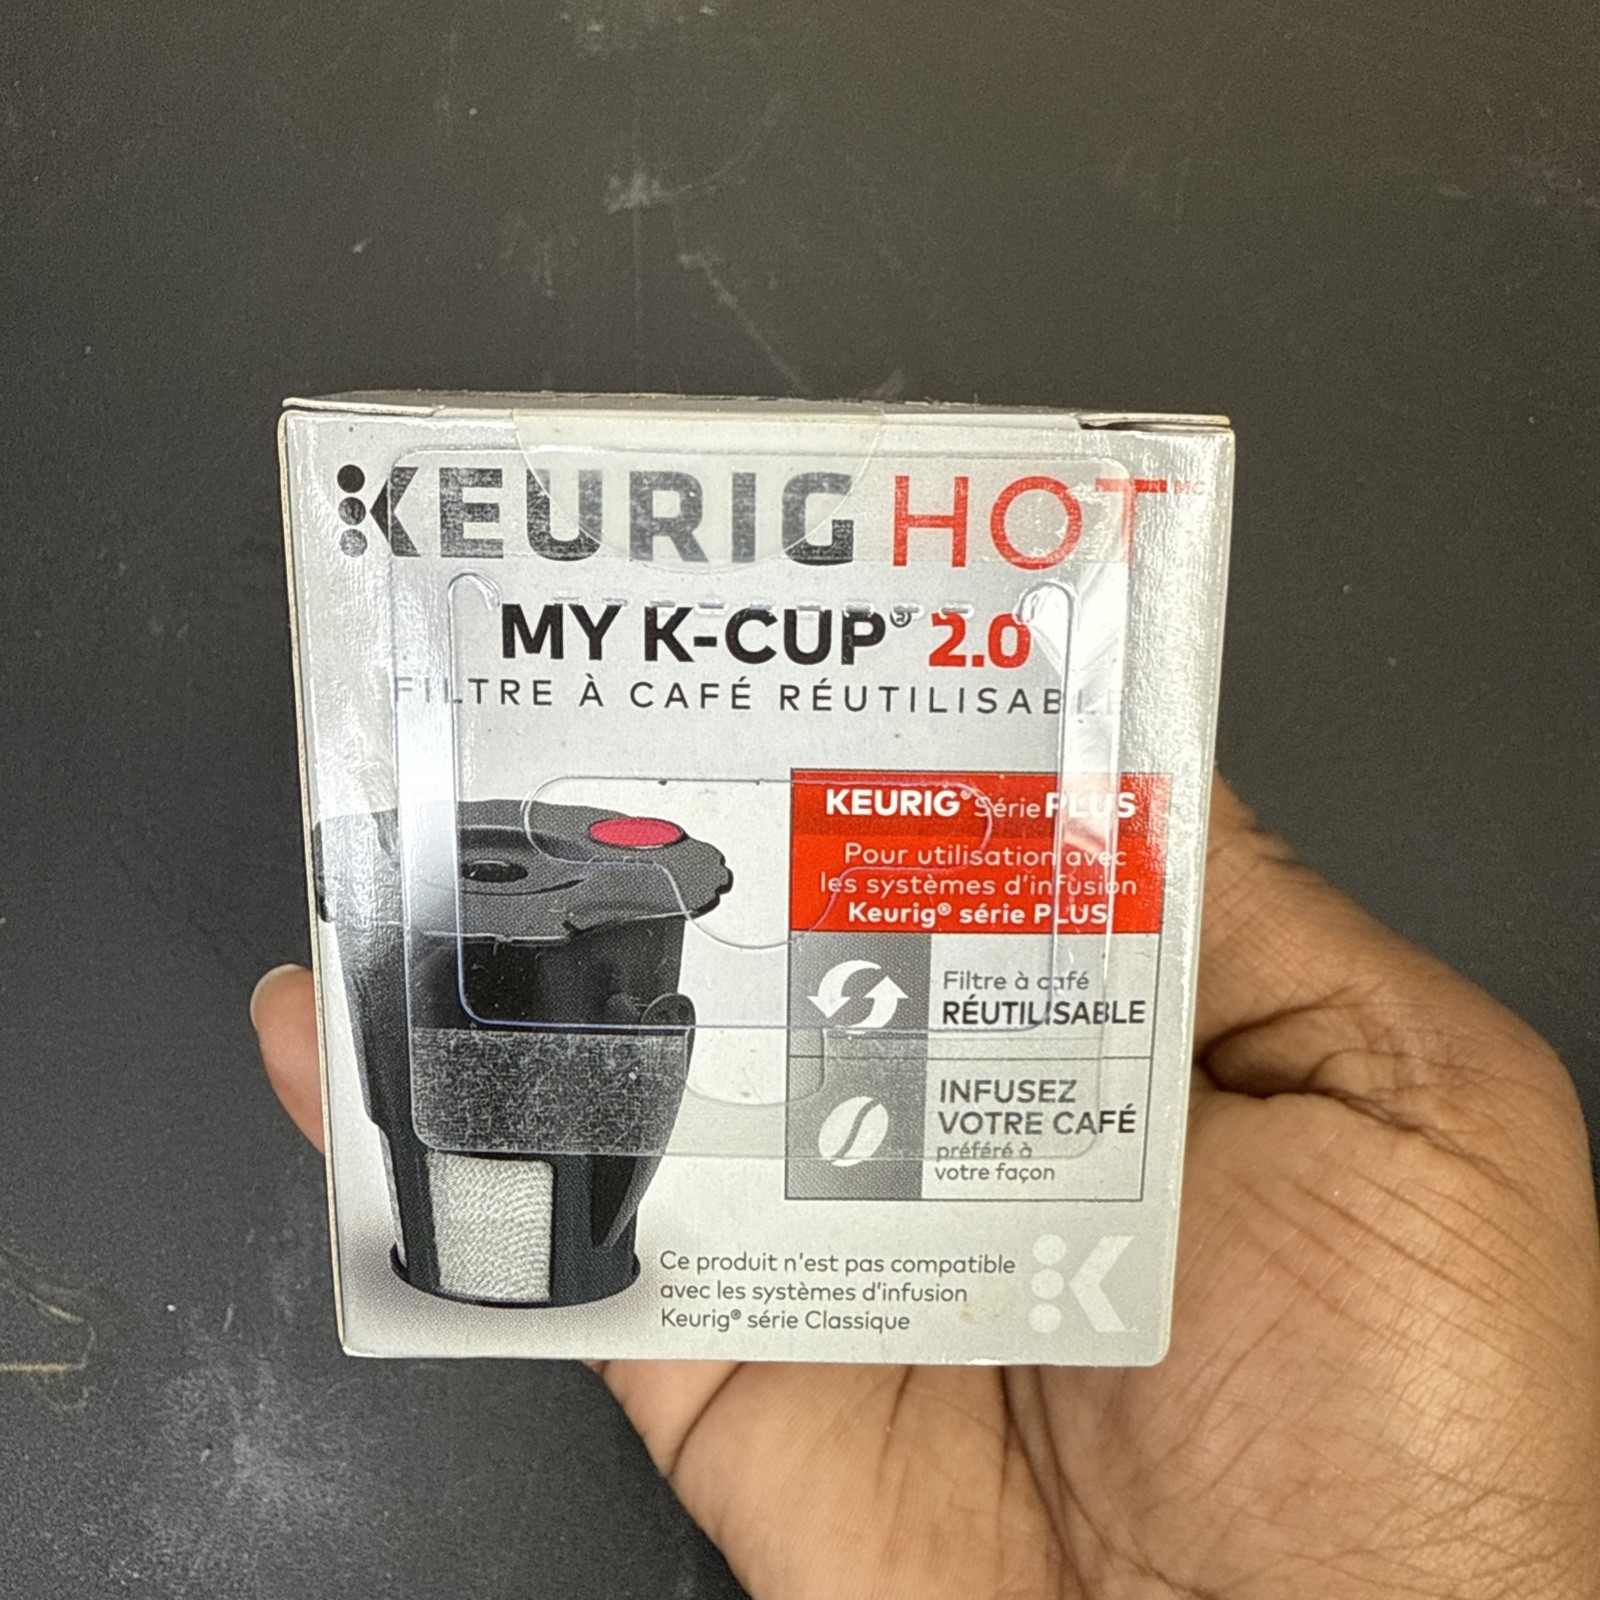 KEURIG HOT MC
MY K-CUP® 2.0
FILTRE À CAFÉ RÉUTILISABLE
KEURIG® Série PLUS
Pour utilisation avec
les systèmes d'infusion
Keurig® série PLUS
Filtre à café
RÉUTILISABLE
INFUSEZ
VOTRE CAFÉ
préféré à
votre façon
Ce produit n'est pas compatible
avec les systèmes d'infusion
Keurig® série Classique